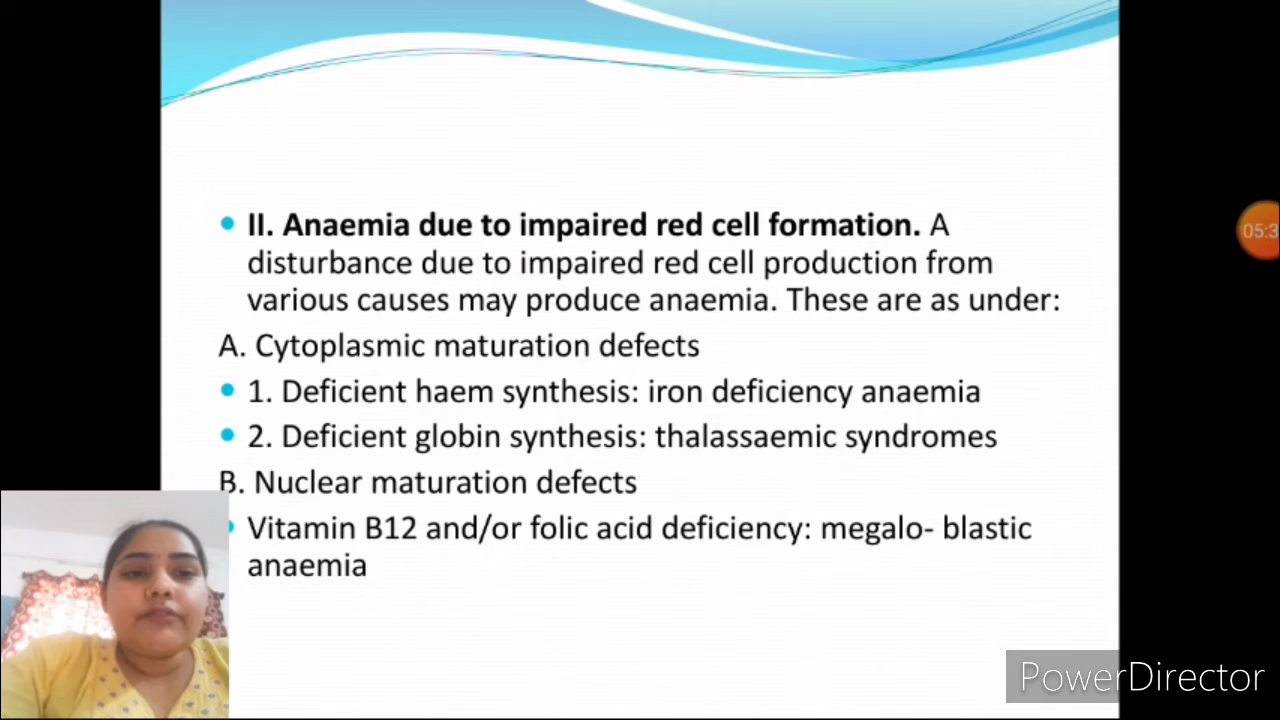 II. Anaemia due to impaired red cell formation. A
disturbance due to impaired red cell production from
various causes may produce anaemia. These are as under:
A. Cytoplasmic maturation defects
1. Deficient haem synthesis: iron deficiency anaemia
2. Deficient globin synthesis: thalassaemic syndromes
B. Nuclear maturation defects
Vitamin B12 and/or folic acid deficiency: megalo- blastic
anaemia
PowerDirector